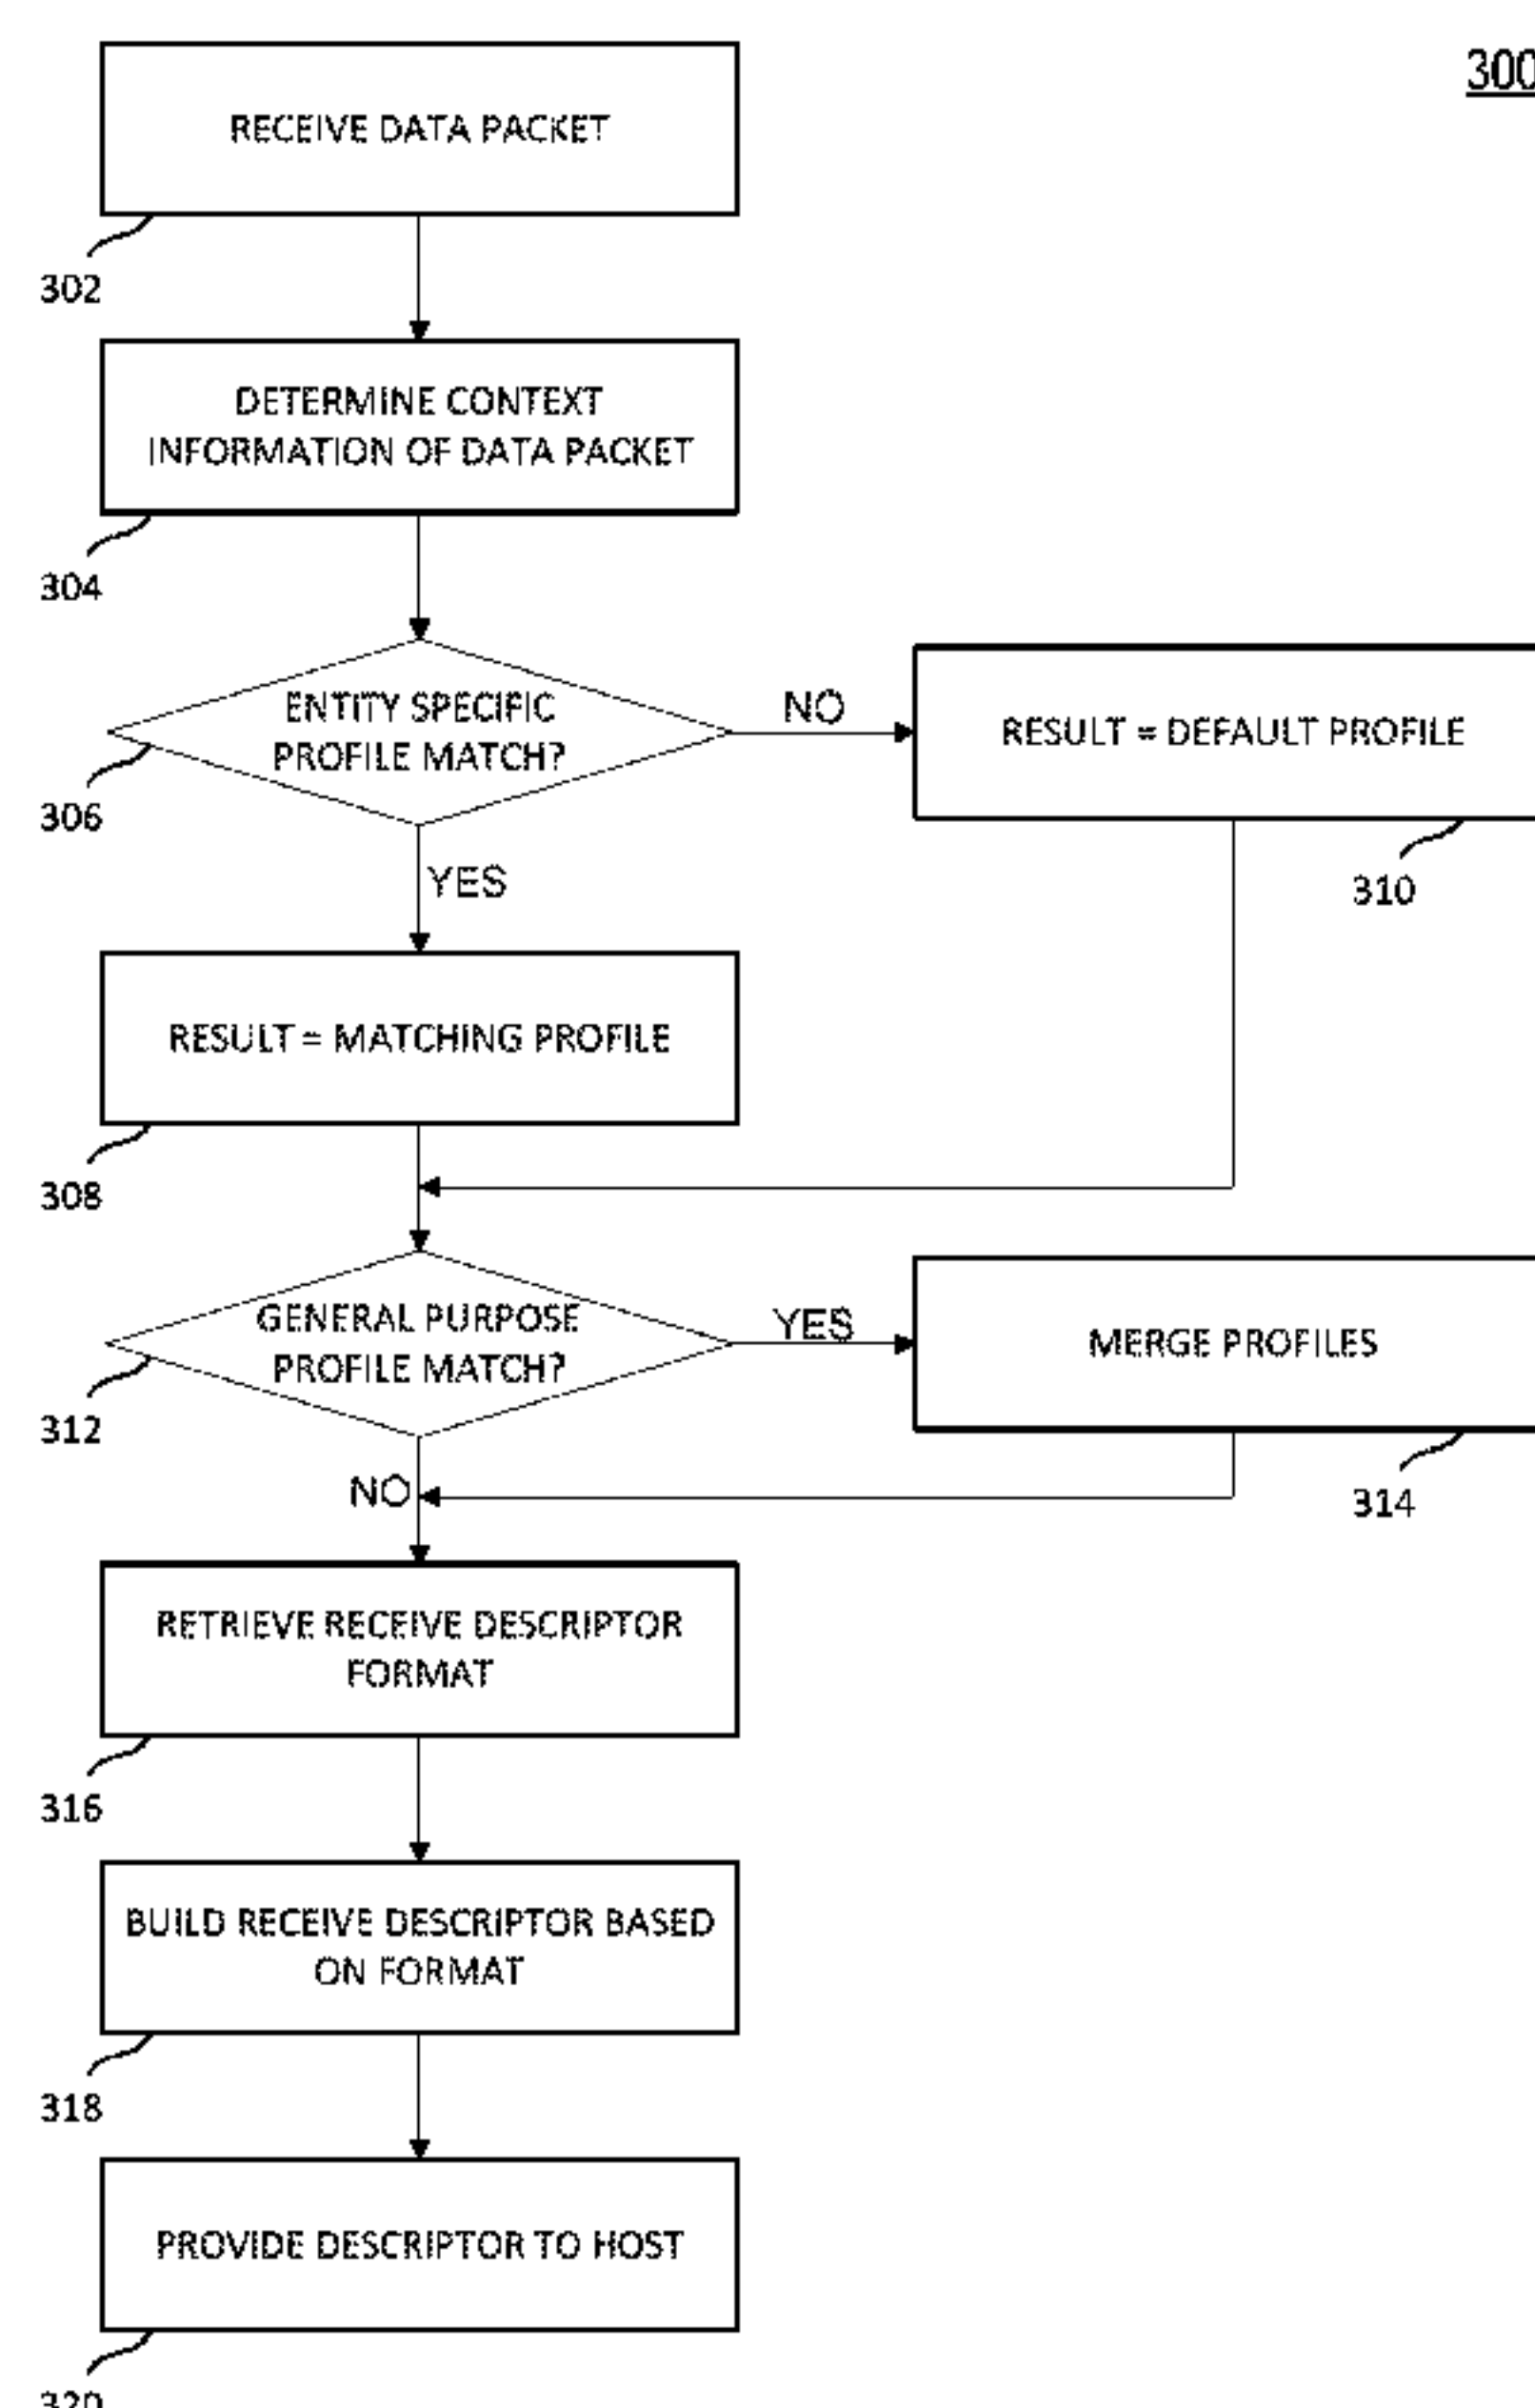 300
RECEIVE DATA PACKET
302
DETERMINE CONTEXT
INFORMATION OF DATA PACKET
304
ENTITY SPECIFIC
PROFILE MATCH?
306
NO
RESULT = DEFAULT PROFILE
310
YES
RESULT = MATCHING PROFILE
308
GENERAL PURPOSE
PROFILE MATCH?
312
YES
MERGE PROFILES
314
NO
RETRIEVE RECEIVE DESCRIPTOR
FORMAT
316
BUILD RECEIVE DESCRIPTOR BASED
ON FORMAT
318
PROVIDE DESCRIPTOR TO HOST
320